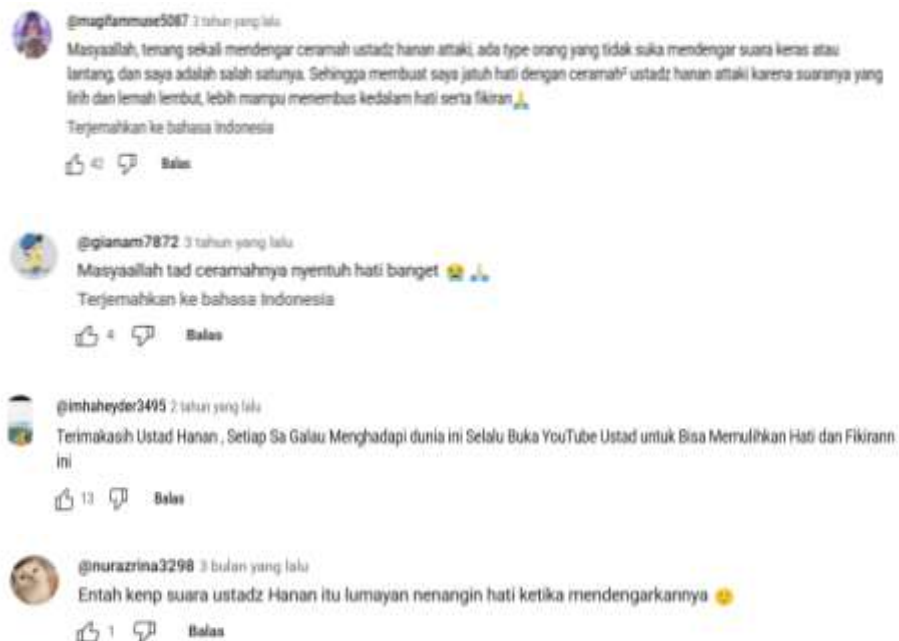 @magifammuse5087 3 tahun yang lalu
Masyaallah, tenang sekali mendengar ceramah ustadz hanan attaki, ada type orang yang tidak suka mendengar suara keras atau
lantang, dan saya adalah salah satunya. Sehingga membuat saya jatuh hati dengan ceramah² ustadz hanan attaki karena suaranya yang
lirih dan lemah lembut, lebih mampu menembus kedalam hati serta fikiran🙏
Terjemahkan ke bahasa Indonesia
42 Balas
@gianam7872 3 tahun yang lalu
Masyaallah tad ceramahnya nyentuh hati banget 😭 🙏
Terjemahkan ke bahasa Indonesia
4 Balas
@imhaheyder3495 2 tahun yang lalu
Terimakasih Ustad Hanan , Setiap Sa Galau Menghadapi dunia ini Selalu Buka YouTube Ustad untuk Bisa Memulihkan Hati dan Fikirann
ini
13 Balas
@nurazrina3298 3 bulan yang lalu
Entah kenp suara ustadz Hanan itu lumayan nenangin hati ketika mendengarkannya 🙂
1 Balas